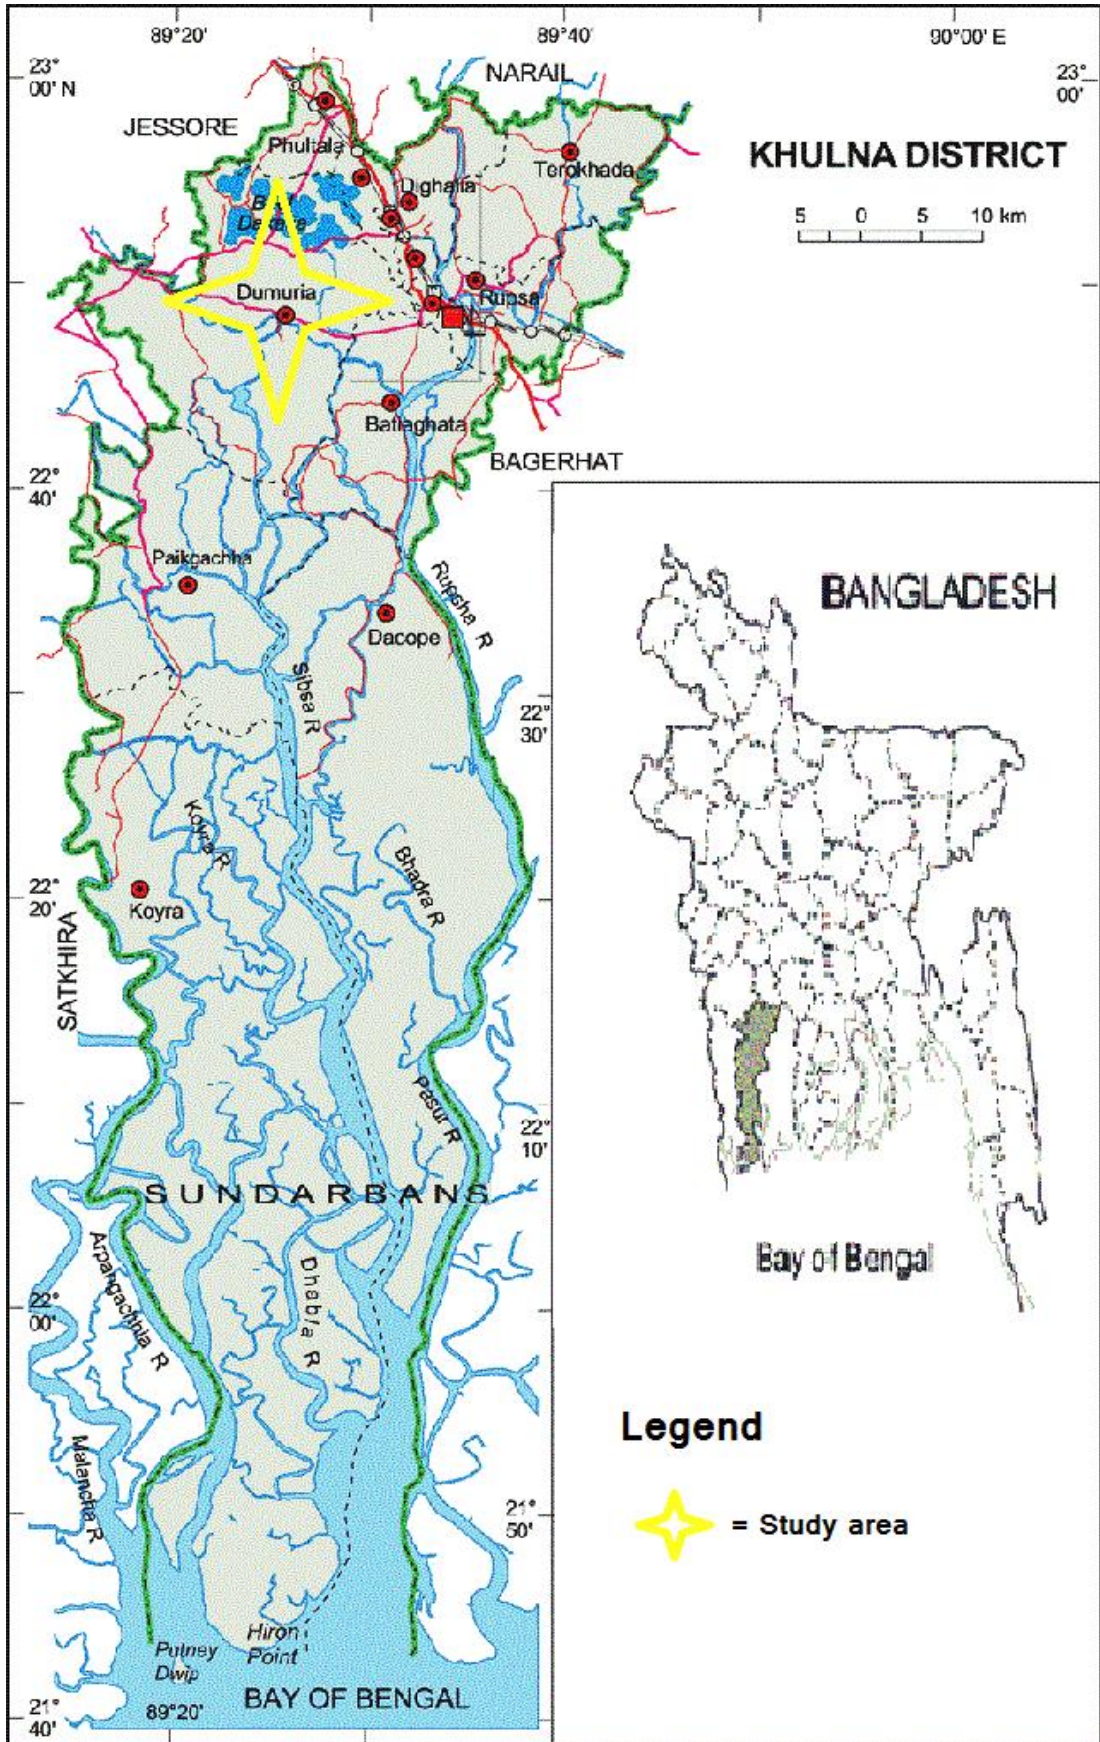 89°20'
89°40'
90°00' E
23°
00' N
23°
00'
NARAIL
JESSORE
KHULNA DISTRICT
Phultala
Terokhada
Dighalia
5 0 5 10 km
Dumuria
Rupsa
Batiaghata
BAGERHAT
22°
40'
BANGLADESH
Paikgachha
Rupsha R
Dacope
Sibsa R
22°
30'
Koyra R
Bhadra R
22°
20'
Koyra
SATKHIRA
Pasur R
22°
10'
SUNDARBANS
Arpangachhia R
Dhabla R
Bay of Bengal
22°
00'
Legend
Malancha R
= Study area
21°
50'
Hiron
Point
Putney
Dwip
89°20'
BAY OF BENGAL
21°
40'